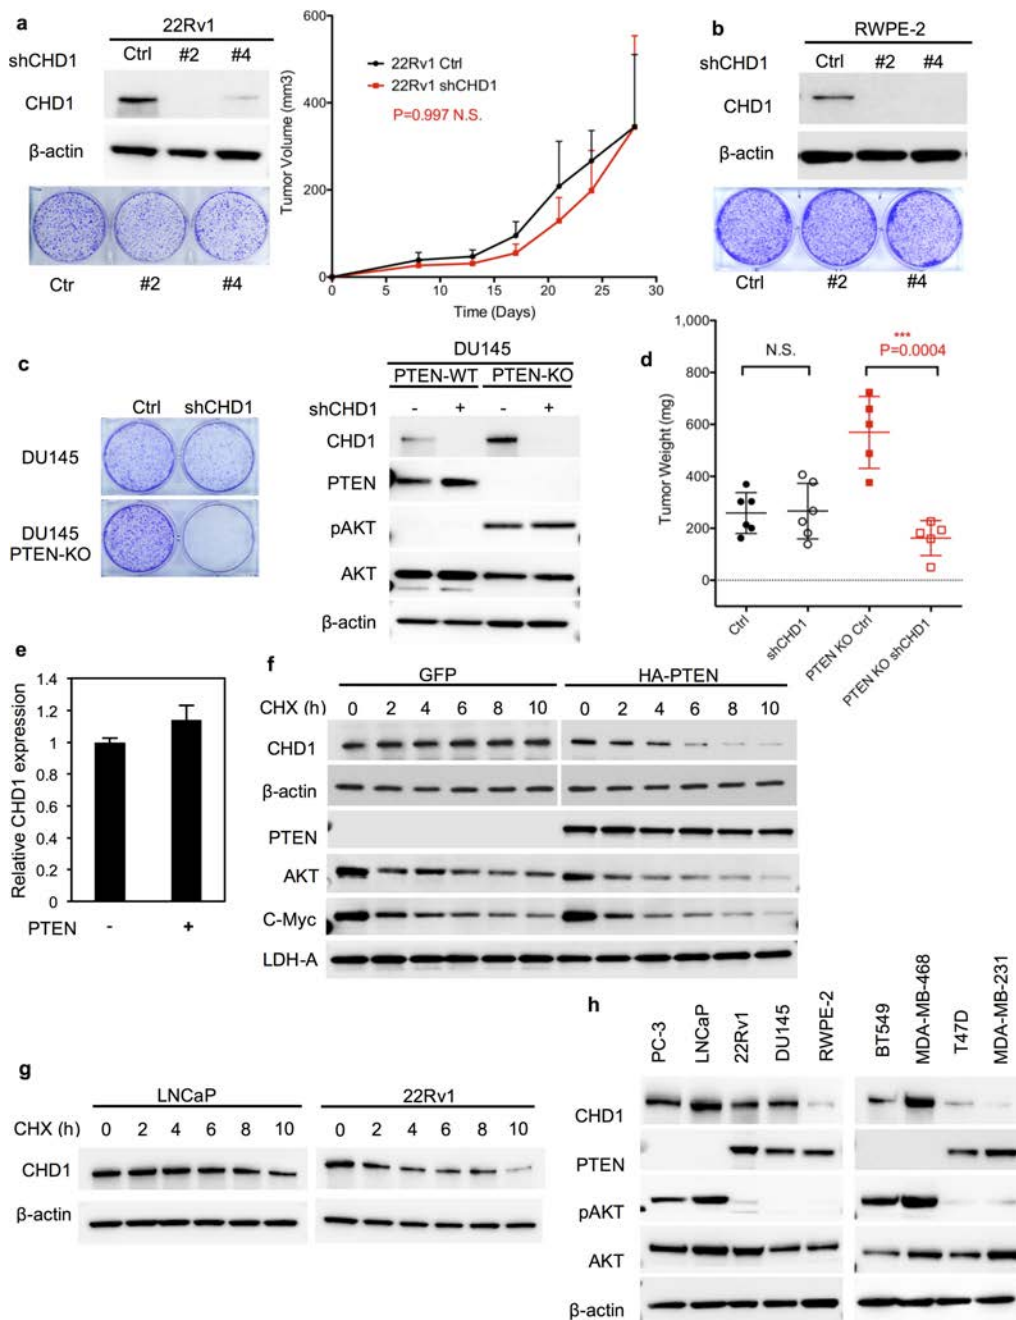 a
22Rv1
shCHD1 Ctrl #2 #4
CHD1
β-actin
Ctr #2 #4
Tumor Volume (mm3)
600
400
200
0
22Rv1 Ctrl
22Rv1 shCHD1
P=0.997 N.S.
0 5 10 15 20 25 30
Time (Days)
b
RWPE-2
shCHD1 Ctrl #2 #4
CHD1
β-actin
Ctrl #2 #4
c
Ctrl shCHD1
DU145
DU145
PTEN-KO
DU145
PTEN-WT PTEN-KO
shCHD1 - + - +
CHD1
PTEN
pAKT
AKT
β-actin
d
Tumor Weight (mg)
1,000
800
600
400
200
0
N.S.
***
P=0.0004
Ctrl
shCHD1
PTEN KO Ctrl
PTEN KO shCHD1
e
Relative CHD1 expression
1.4
1.2
1
0.8
0.6
0.4
0.2
0
PTEN - +
f
GFP HA-PTEN
CHX (h) 0 2 4 6 8 10 0 2 4 6 8 10
CHD1
β-actin
PTEN
AKT
C-Myc
LDH-A
g
LNCaP 22Rv1
CHX (h) 0 2 4 6 8 10 0 2 4 6 8 10
CHD1
β-actin
h
PC-3
LNCaP
22Rv1
DU145
RWPE-2
BT549
MDA-MB-468
T47D
MDA-MB-231
CHD1
PTEN
pAKT
AKT
β-actin